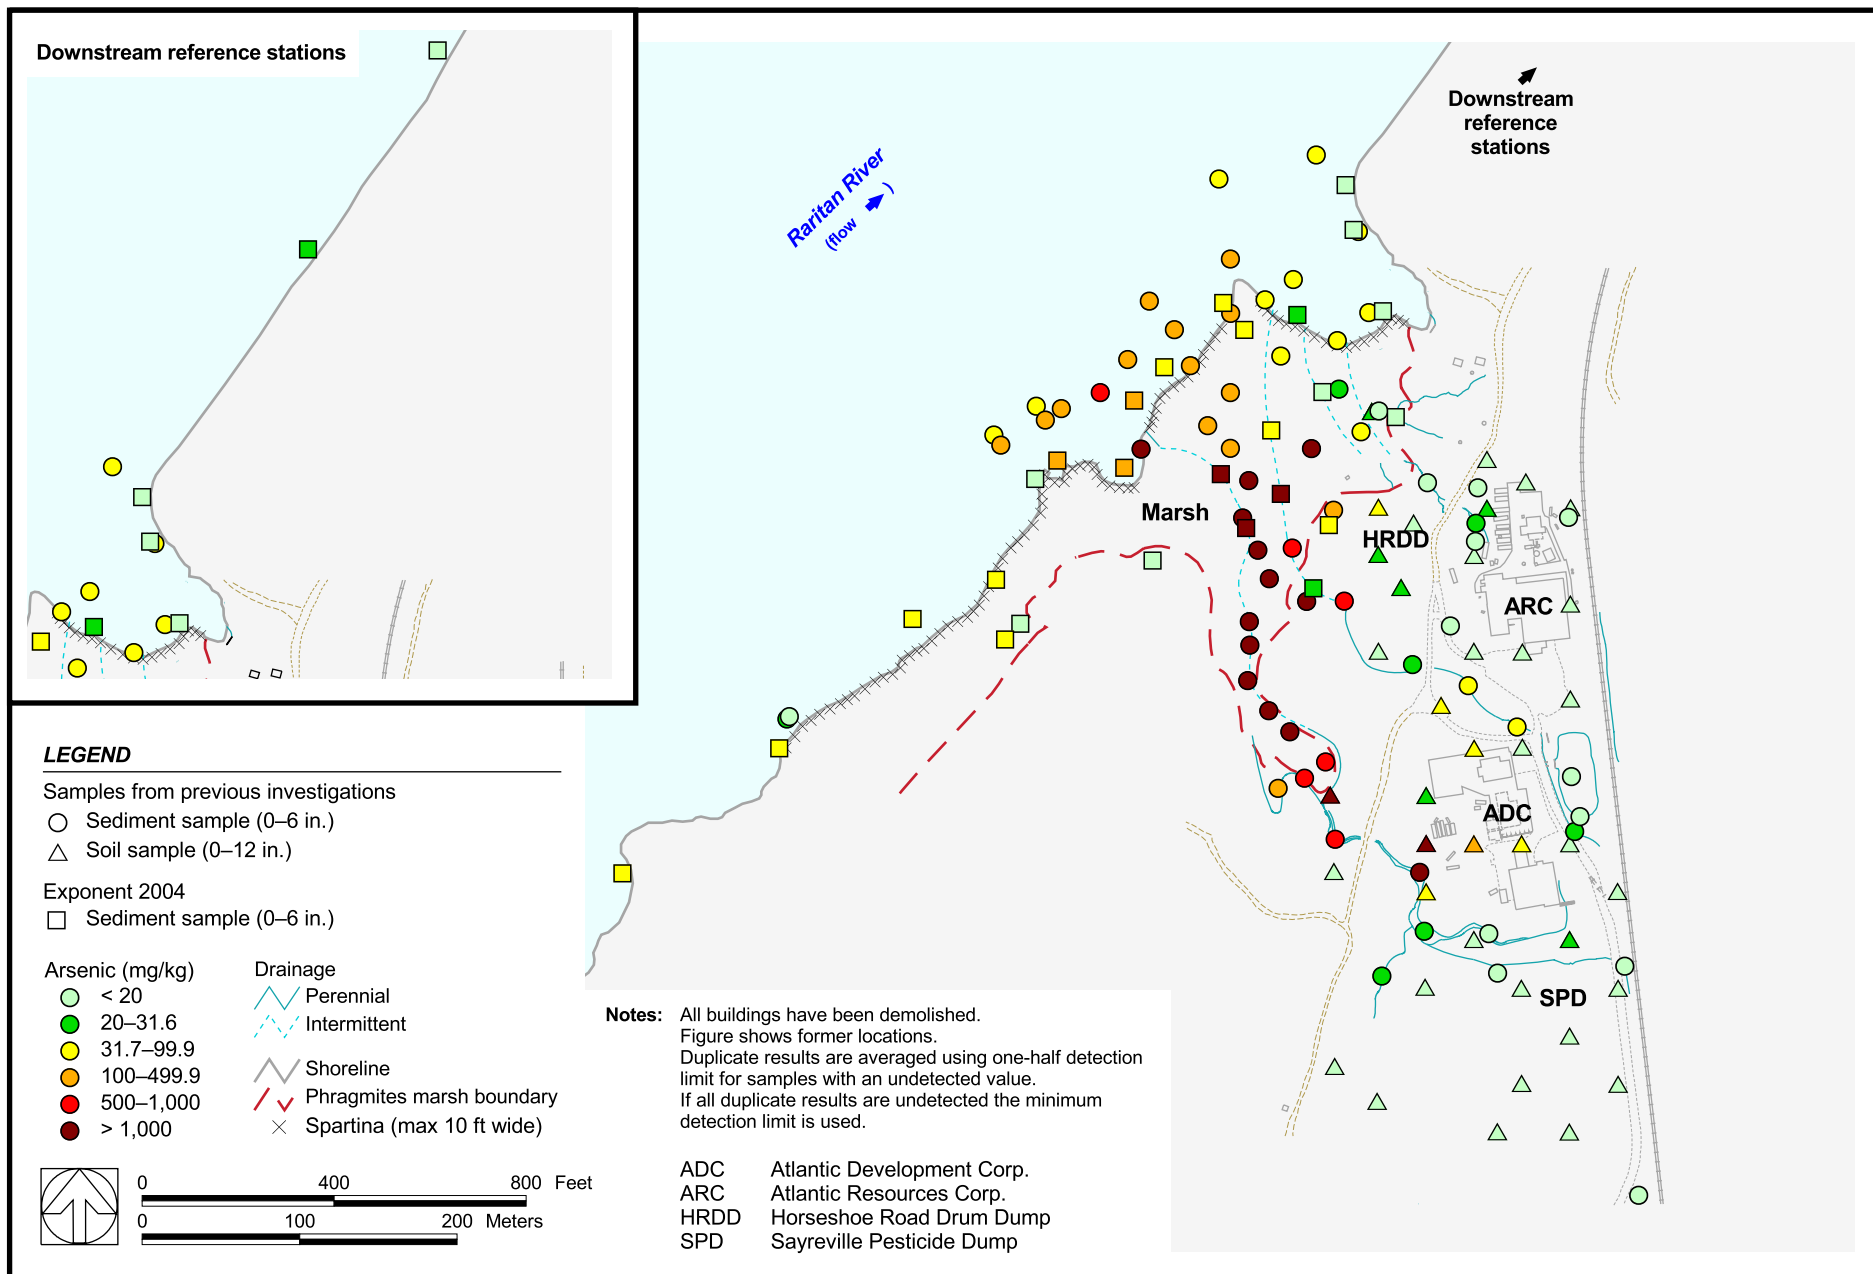 Downstream reference stations
Downstream
reference
stations
Raritan River
(flow )
Marsh
HRDD
ARC
ADC
SPD
LEGEND
Samples from previous investigations
Sediment sample (0–6 in.)
Soil sample (0–12 in.)
Exponent 2004
Sediment sample (0–6 in.)
Arsenic (mg/kg)
< 20
20–31.6
31.7–99.9
100–499.9
500–1,000
> 1,000
Drainage
Perennial
Intermittent
Shoreline
Phragmites marsh boundary
Spartina (max 10 ft wide)
0 400 800 Feet
0 100 200 Meters
Notes: All buildings have been demolished.
Figure shows former locations.
Duplicate results are averaged using one-half detection
limit for samples with an undetected value.
If all duplicate results are undetected the minimum
detection limit is used.
ADC Atlantic Development Corp.
ARC Atlantic Resources Corp.
HRDD Horseshoe Road Drum Dump
SPD Sayreville Pesticide Dump